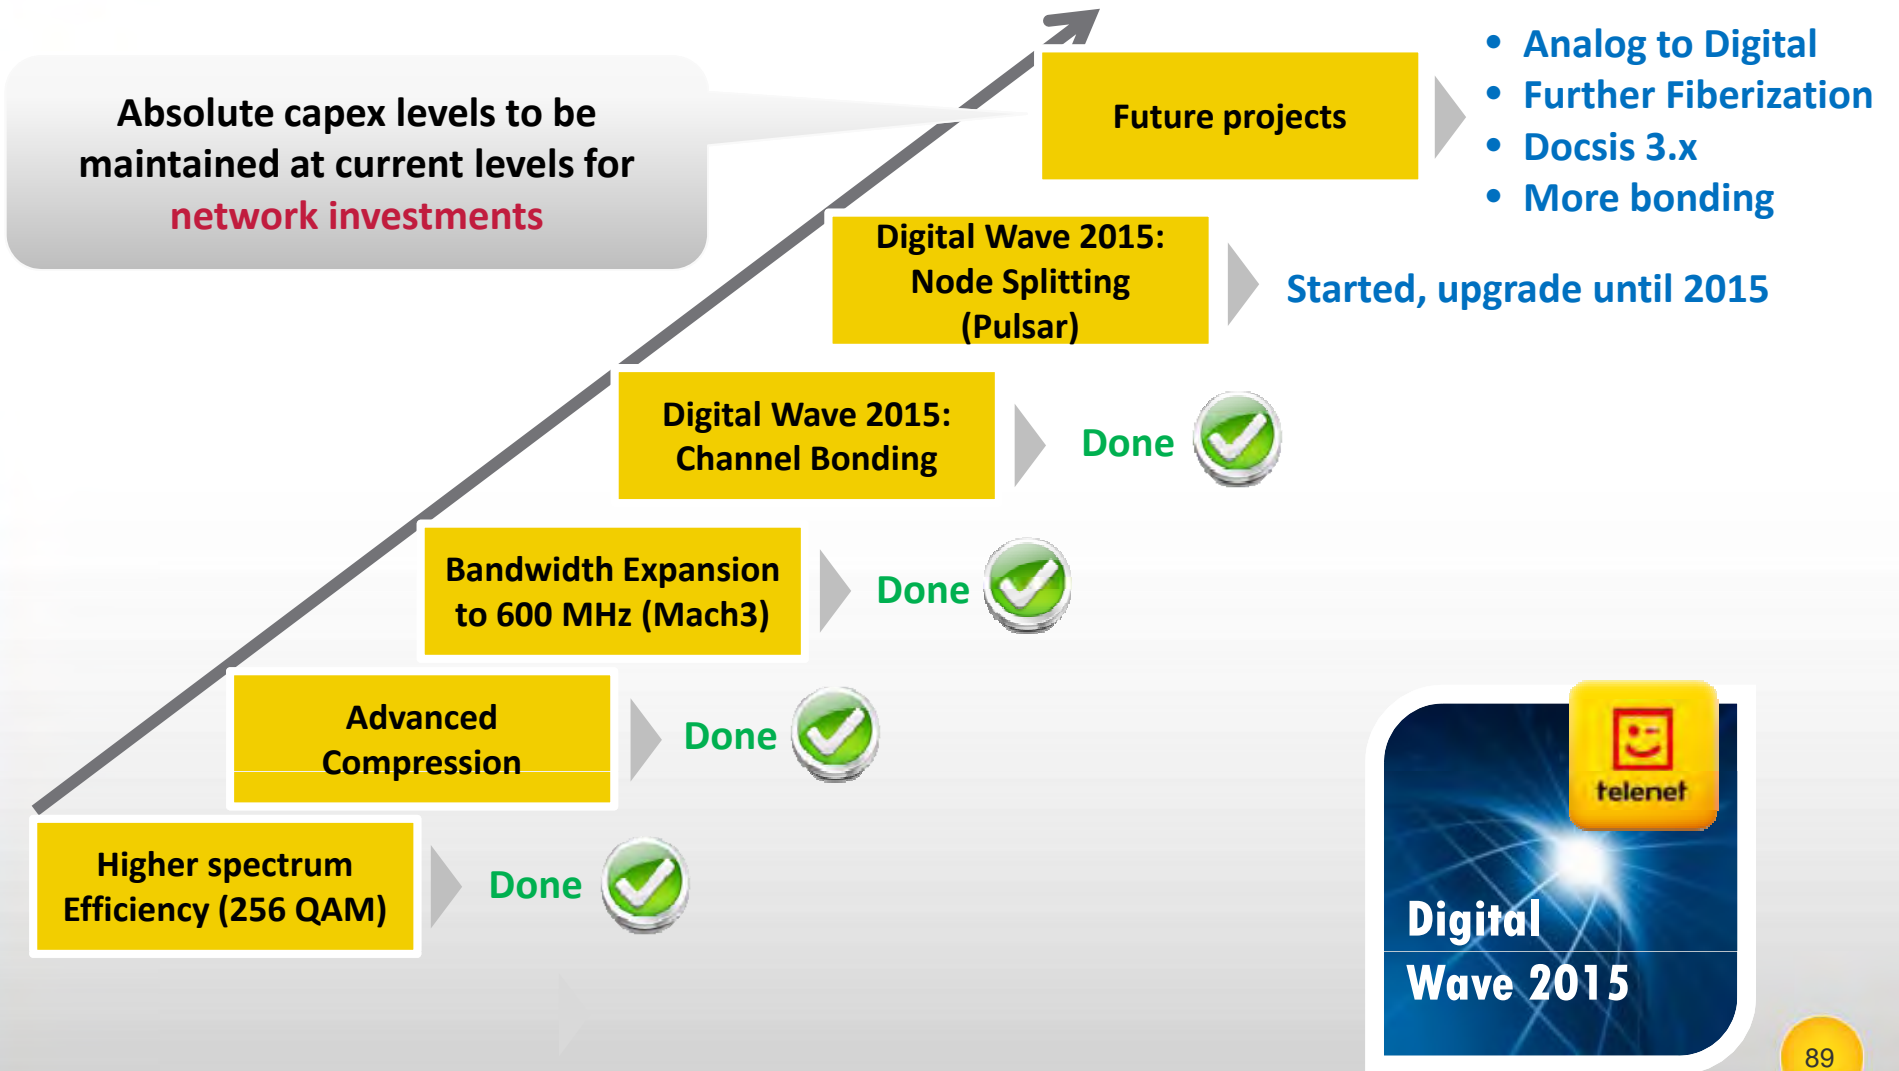 Absolute capex levels to be
maintained at current levels for
network investments
Future projects
• Analog to Digital
• Further Fiberization
• Docsis 3.x
• More bonding
Digital Wave 2015:
Node Splitting
(Pulsar)
Started, upgrade until 2015
Digital Wave 2015:
Channel Bonding
Done
Bandwidth Expansion
to 600 MHz (Mach3)
Done
Advanced
Compression
Done
Higher spectrum
Efficiency (256 QAM)
Done
telenet
Digital
Wave 2015
89